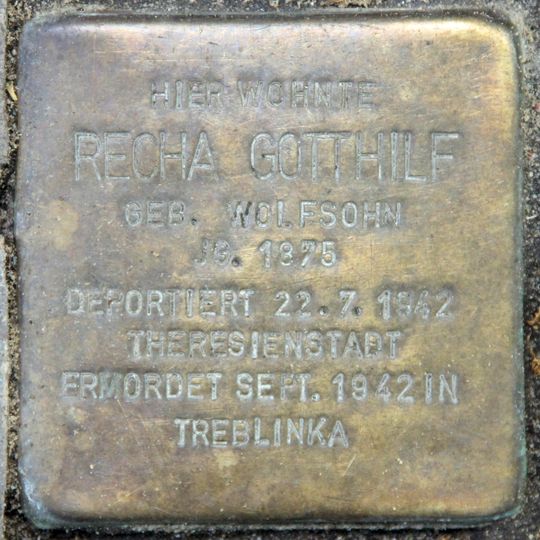 HIER WOHNTE
RECHA GOTTHILF
GEB. WOLFSOHN
JG. 1875
DEPORTIERT 22.7.1942
THERESIENSTADT
ERMORDET SEPT. 1942 IN
TREBLINKA